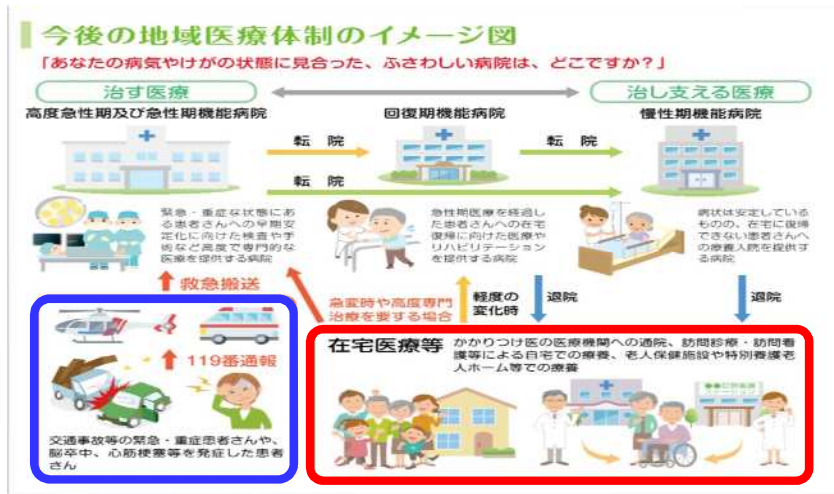 今後の地域医療体制のイメージ図
「あなたの病気やけがの状態に見合った、ふさわしい病院は、どこですか？」
治す医療
治し支える医療
高度急性期及び急性期機能病院
回復期機能病院
慢性期機能病院
転 院
転 院
転 院
緊急・重症な状態にあ
る患者さんへの早期安
定化に向けた検査や手
術など高度で専門的な
医療を提供する病院
急性期医療を経過し
た患者さんへの在宅
復帰に向けた医療や
リハビリテーション
を提供する病院
病状は安定している
ものの、在宅に復帰
できない患者さんへ
の療養入院を提供す
る病院
救急搬送
急変時や高度専門
治療を要する場合
軽度の
変化時
退院
退院
119番通報
交通事故等の緊急・重症患者さんや、
脳卒中、心筋梗塞等を発症した患者
さん
在宅医療等
かかりつけ医の医療機関への通院、訪問診療・訪問看
護等による自宅での療養、老人保健施設や特別養護老
人ホーム等での療養